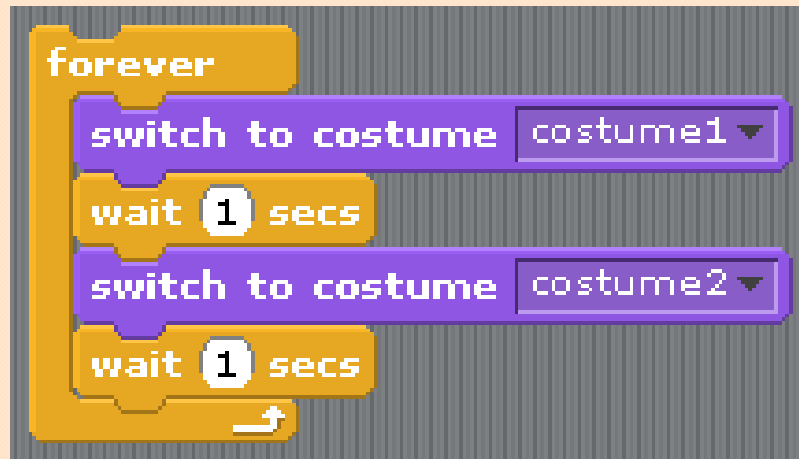 forever
switch to costume costume1
wait 1 secs
switch to costume costume2
wait 1 secs